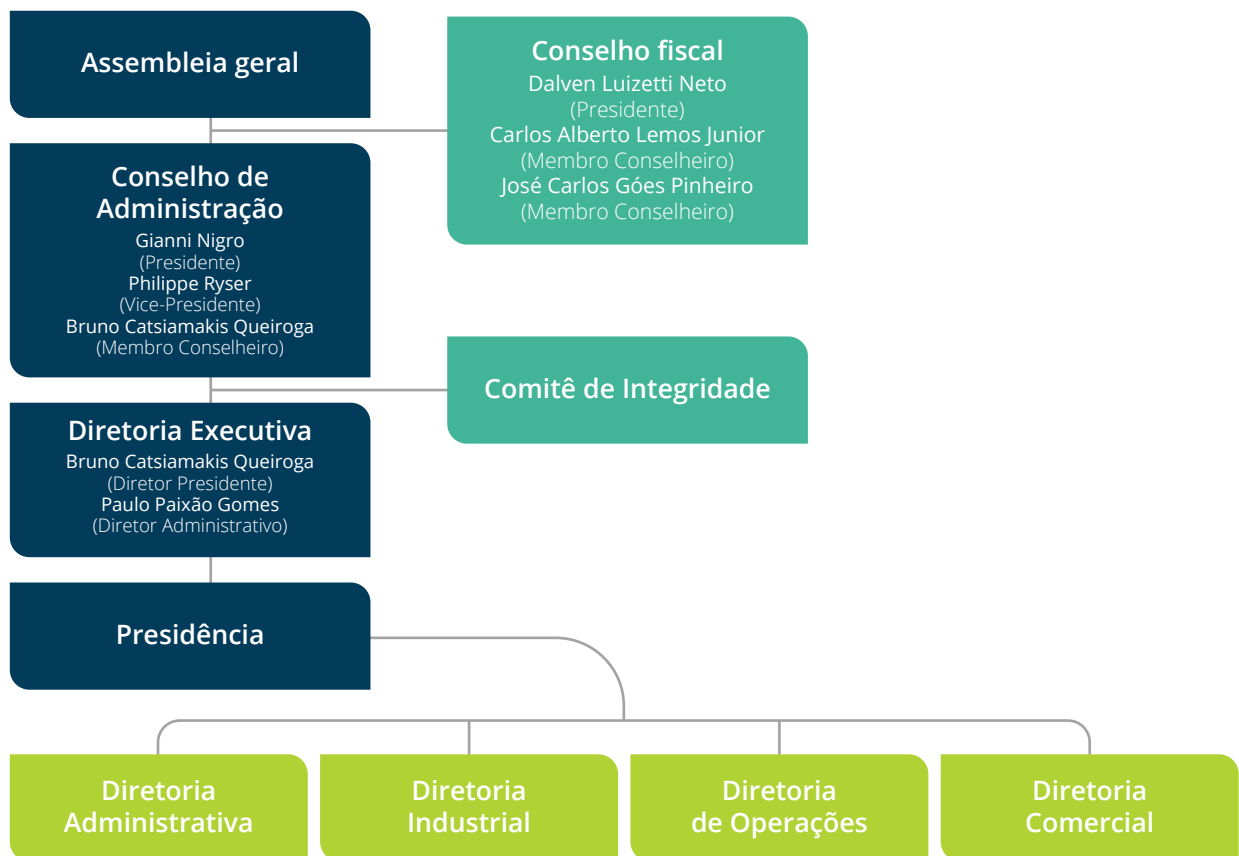 Assembleia geral
Conselho fiscal
Dalven Luizetti Neto
(Presidente)
Carlos Alberto Lemos Junior
(Membro Conselheiro)
José Carlos Góes Pinheiro
(Membro Conselheiro)
Conselho de
Administração
Gianni Nigro
(Presidente)
Philippe Ryser
(Vice-Presidente)
Bruno Catsiamakis Queiroga
(Membro Conselheiro)
Comitê de Integridade
Diretoria Executiva
Bruno Catsiamakis Queiroga
(Diretor Presidente)
Paulo Paixão Gomes
(Diretor Administrativo)
Presidência
Diretoria
Administrativa
Diretoria
Industrial
Diretoria
de Operações
Diretoria
Comercial